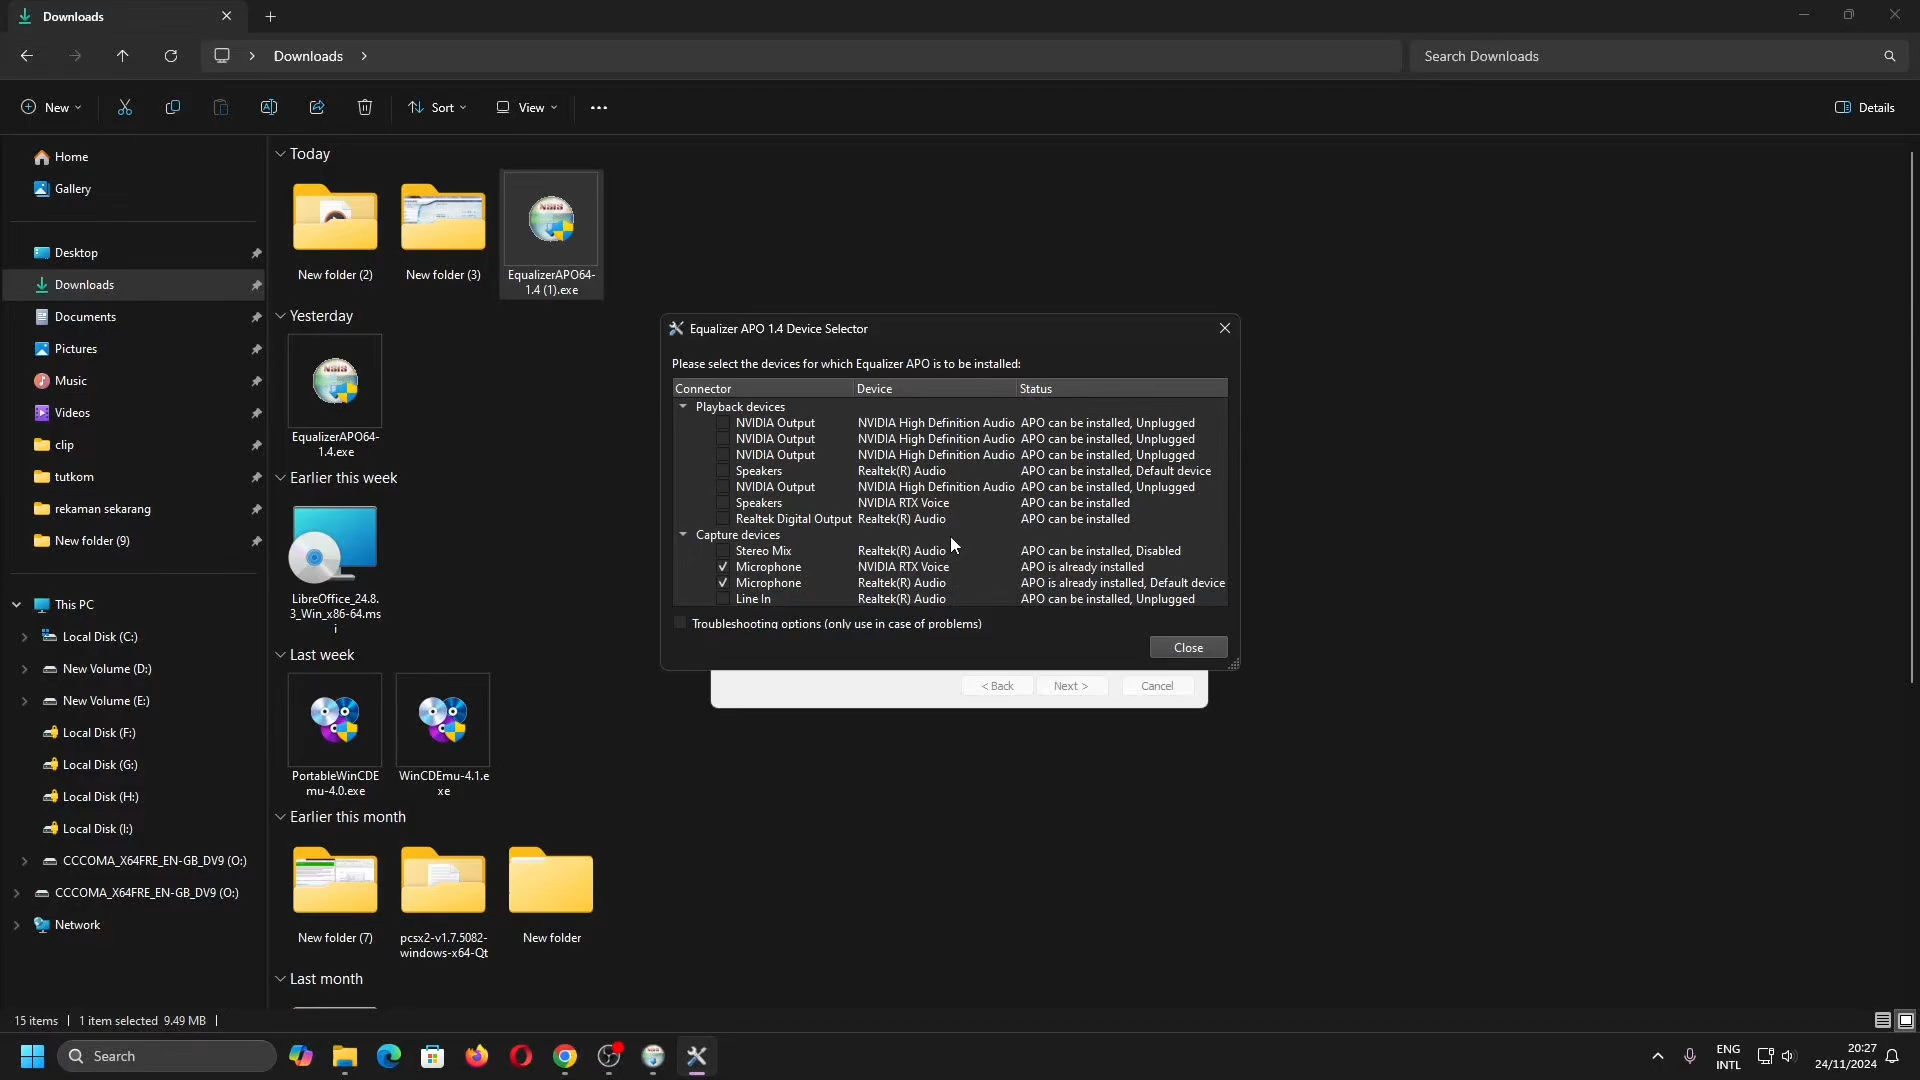 Downloads
Downloads
Search Downloads
New
Sort
View
Details
Home
Gallery
Desktop
Downloads
Documents
Pictures
Music
Videos
clip
tutkom
rekaman sekarang
New folder (9)
This PC
Local Disk (C:)
New Volume (D:)
New Volume (E:)
Local Disk (F:)
Local Disk (G:)
Local Disk (H:)
Local Disk (I:)
CCCOMA_X64FRE_EN-GB_DV9 (O:)
CCCOMA_X64FRE_EN-GB_DV9 (O:)
Network
Today
New folder (2)
New folder (3)
NSIS
EqualizerAPO64-
1.4 (1).exe
Yesterday
NSIS
EqualizerAPO64-
1.4.exe
Earlier this week
LibreOffice_24.8.
3_Win_x86-64.ms
i
Last week
PortableWinCDE
mu-4.0.exe
WinCDEmu-4.1.e
xe
Earlier this month
New folder (7)
pcsx2-v1.7.5082-
windows-x64-Qt
New folder
Last month
Equalizer APO 1.4 Device Selector
Please select the devices for which Equalizer APO is to be installed:
Connector Device Status
Playback devices
NVIDIA Output NVIDIA High Definition Audio APO can be installed, Unplugged
NVIDIA Output NVIDIA High Definition Audio APO can be installed, Unplugged
NVIDIA Output NVIDIA High Definition Audio APO can be installed, Unplugged
Speakers Realtek(R) Audio APO can be installed, Default device
NVIDIA Output NVIDIA High Definition Audio APO can be installed, Unplugged
Speakers NVIDIA RTX Voice APO can be installed
Realtek Digital Output Realtek(R) Audio APO can be installed
Capture devices
Stereo Mix Realtek(R) Audio APO can be installed, Disabled
Microphone NVIDIA RTX Voice APO is already installed
Microphone Realtek(R) Audio APO is already installed, Default device
Line In Realtek(R) Audio APO can be installed, Unplugged
Troubleshooting options (only use in case of problems)
Close
< Back Next > Cancel
15 items 1 item selected 9.49 MB
Search
ENG
INTL
20:27
24/11/2024